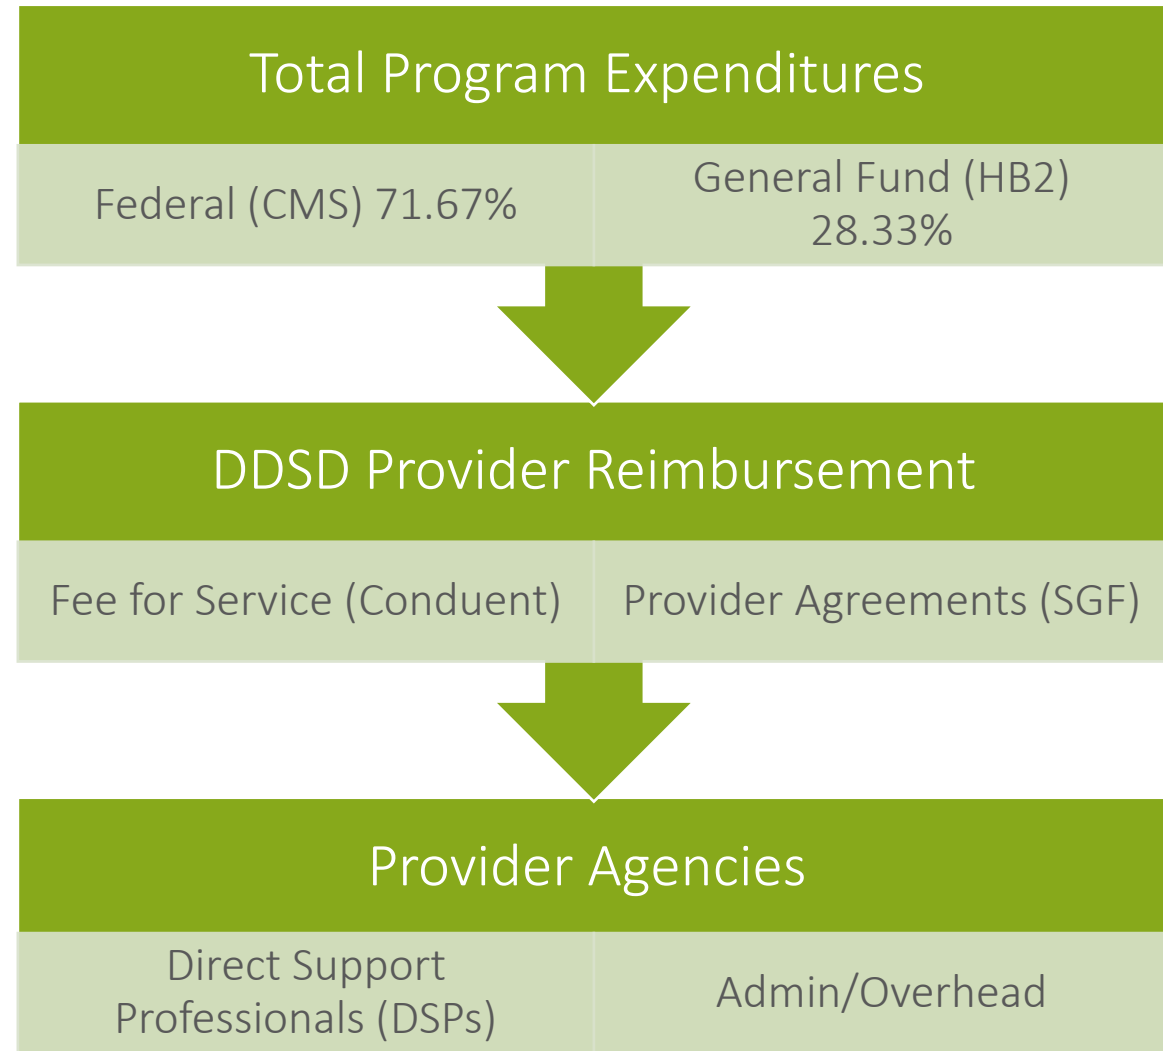 Total Program Expenditures
Federal (CMS) 71.67%
General Fund (HB2)
28.33%
DDSD Provider Reimbursement
Fee for Service (Conduent)
Provider Agreements (SGF)
Provider Agencies
Direct Support
Professionals (DSPs)
Admin/Overhead